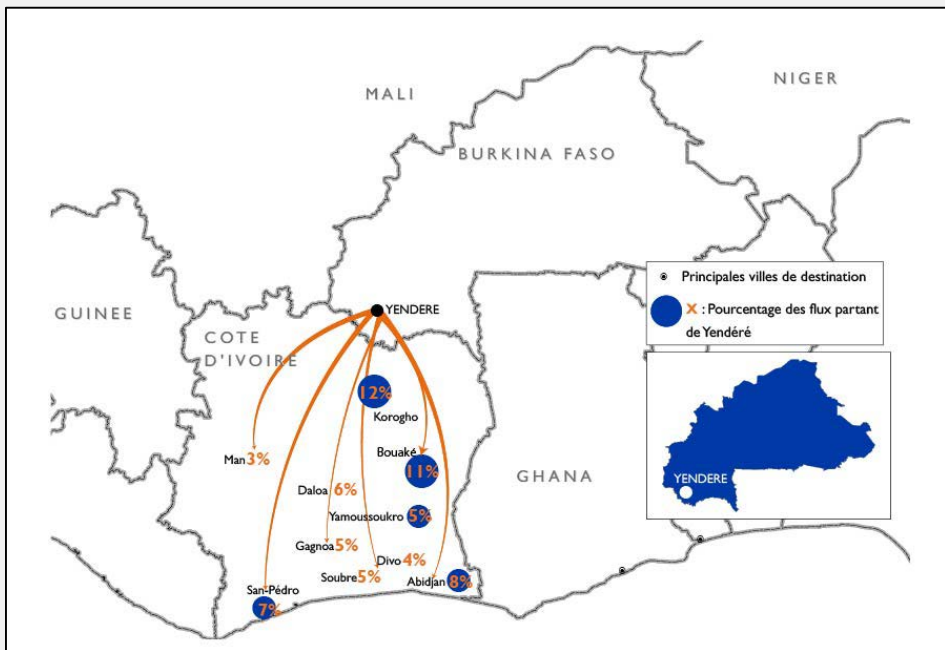 NIGER
MALI
BURKINA FASO
Principales villes de destination
X : Pourcentage des flux partant
de Yendéré
GUINEE
YENDERE
COTE
D'IVOIRE
12%
Korogho
YENDERE
Bouaké
Man 3%
11%
GHANA
Daloa 6%
Yamoussoukro 5%
Gagnoa 5%
Divo 4%
Soubre 5%
Abidjan 8%
San-Pédro
7%